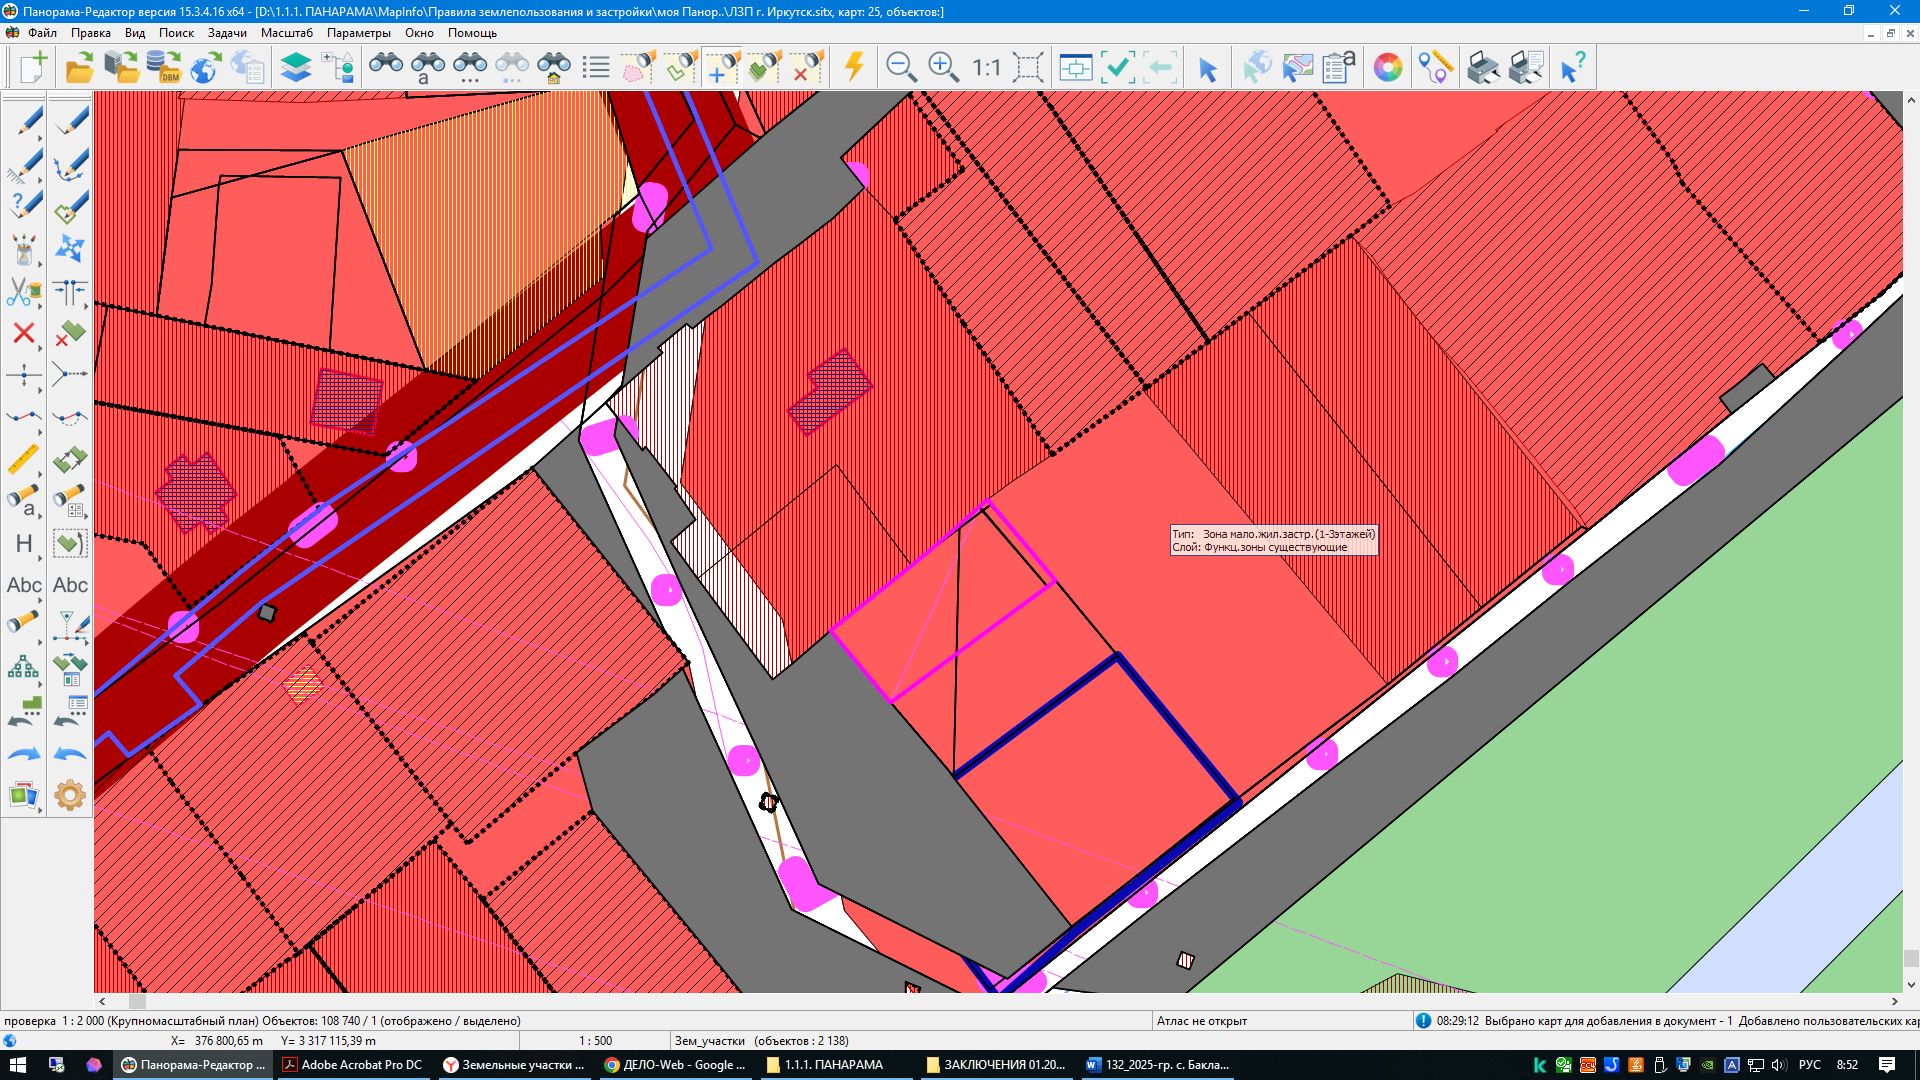 Панорама-Редактор версия 15.3.4.16 x64 - [D:\1.1.1. ПАНАРАМА\MapInfo\Правила землепользования и застройки\моя Панор..\ЛЗП г. Иркутск.sitx, карт: 25, объектов:]
Файл Правка Вид Поиск Задачи Масштаб Параметры Окно Помощь
DBM a 1:1 a ?
?
a
H
Abc Abc
Тип: Зона мало.жил.застр.(1-3этажей)
Слой: Функц.зоны существующие
проверка 1 : 2 000 (Крупномасштабный план) Объектов: 108 740 / 1 (отображено / выделено) Атлас не открыт 08:29:12 Выбрано карт для добавления в документ - 1 Добавлено пользовательских кар
X= 376 800,65 m Y= 3 317 115,39 m 1 : 500 Зем_участки (объектов : 2 138)
Панорама-Редактор ... Adobe Acrobat Pro DC Земельные участки ... ДЕЛО-Web - Google ... 1.1.1. ПАНАРАМА ЗАКЛЮЧЕНИЯ 01.20... 132_2025-гр. с. Бакла... РУС 8:52